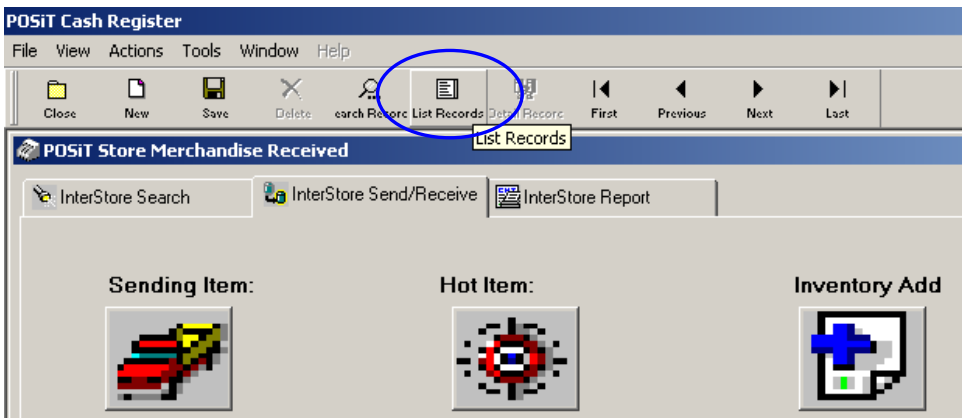 POSiT Cash Register
File View Actions Tools Window Help
Close New Save Delete earch Recorc List Records Detail Recorc First Previous Next Last
List Records
POSiT Store Merchandise Received
InterStore Search InterStore Send/Receive InterStore Report
Sending Item: Hot Item: Inventory Add